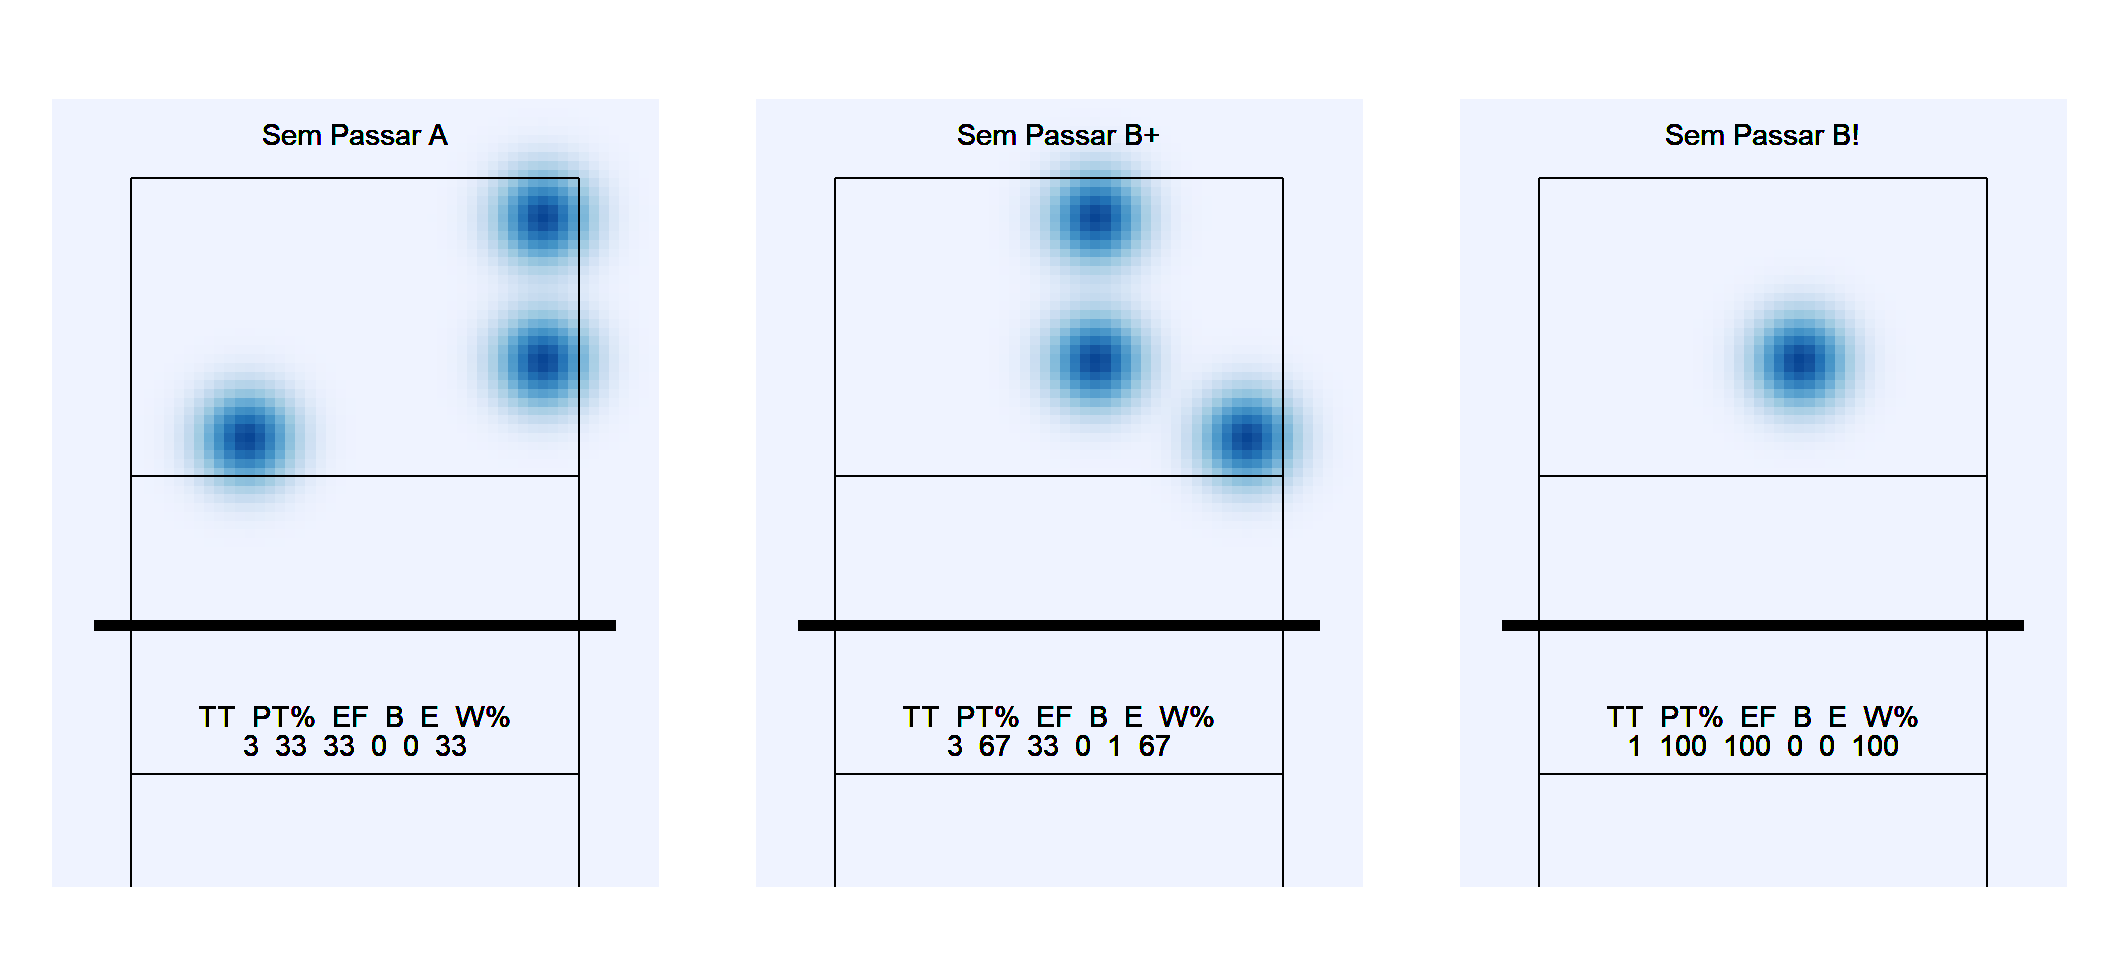 Sem Passar A
TT PT% EF B E W%
3 33 33 0 0 33
Sem Passar B+
TT PT% EF B E W%
3 67 33 0 1 67
Sem Passar B!
TT PT% EF B E W%
1 100 100 0 0 100